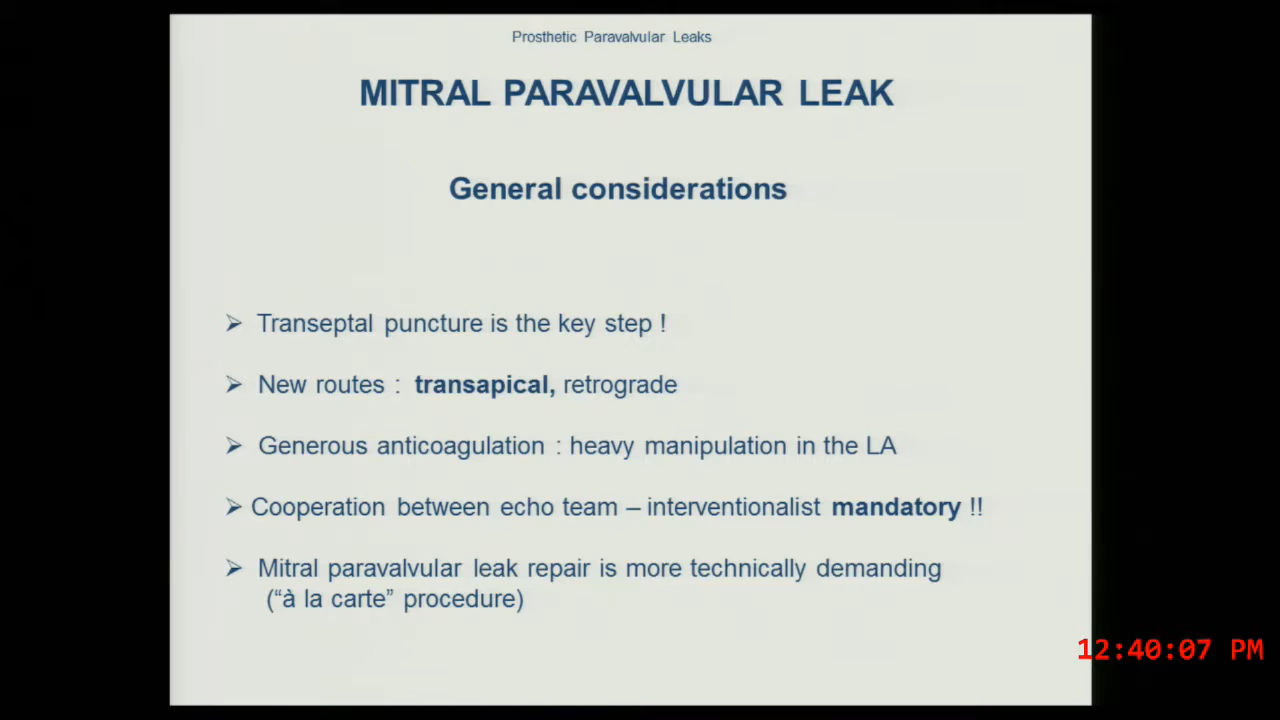 Prosthetic Paravalvular Leaks
MITRAL PARAVALVULAR LEAK
General considerations
➢ Transeptal puncture is the key step !
➢ New routes : transapical, retrograde
➢ Generous anticoagulation : heavy manipulation in the LA
➢ Cooperation between echo team – interventionalist mandatory !!
➢ Mitral paravalvular leak repair is more technically demanding
(“à la carte” procedure)
12:40:07 PM